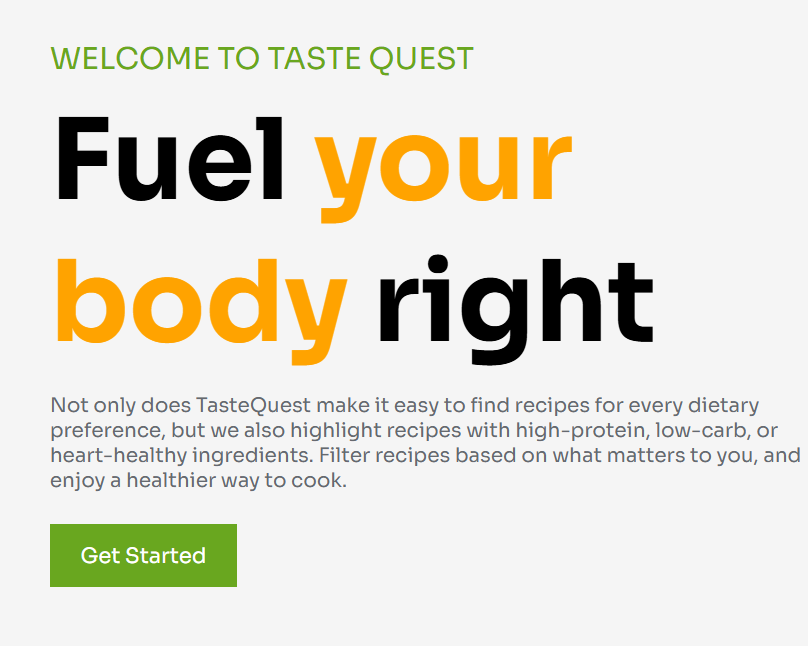 WELCOME TO TASTE QUEST
Fuel your
body right
Not only does TasteQuest make it easy to find recipes for every dietary
preference, but we also highlight recipes with high-protein, low-carb, or
heart-healthy ingredients. Filter recipes based on what matters to you, and
enjoy a healthier way to cook.
Get Started